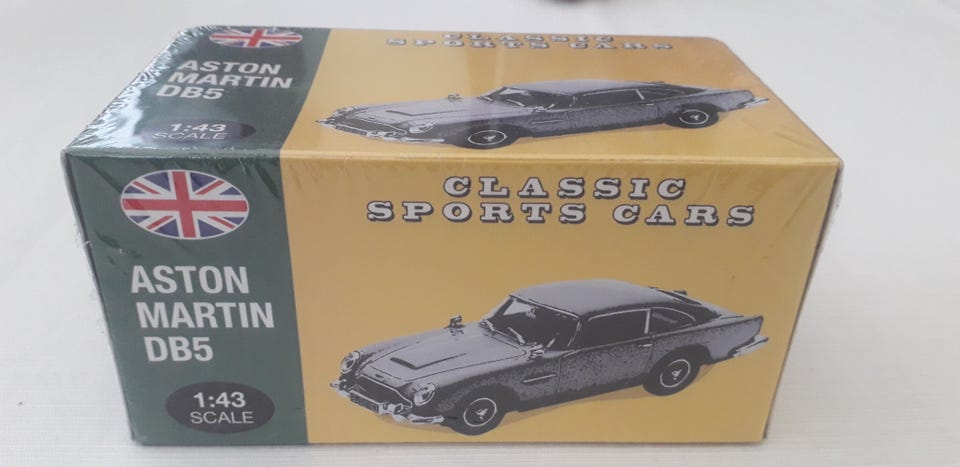 CLASSIC
SPORTS CARS
ASTON
MARTIN
DB5
1:43
SCALE
CLASSIC
SPORTS CARS
ASTON
MARTIN
DB5
1:43
SCALE